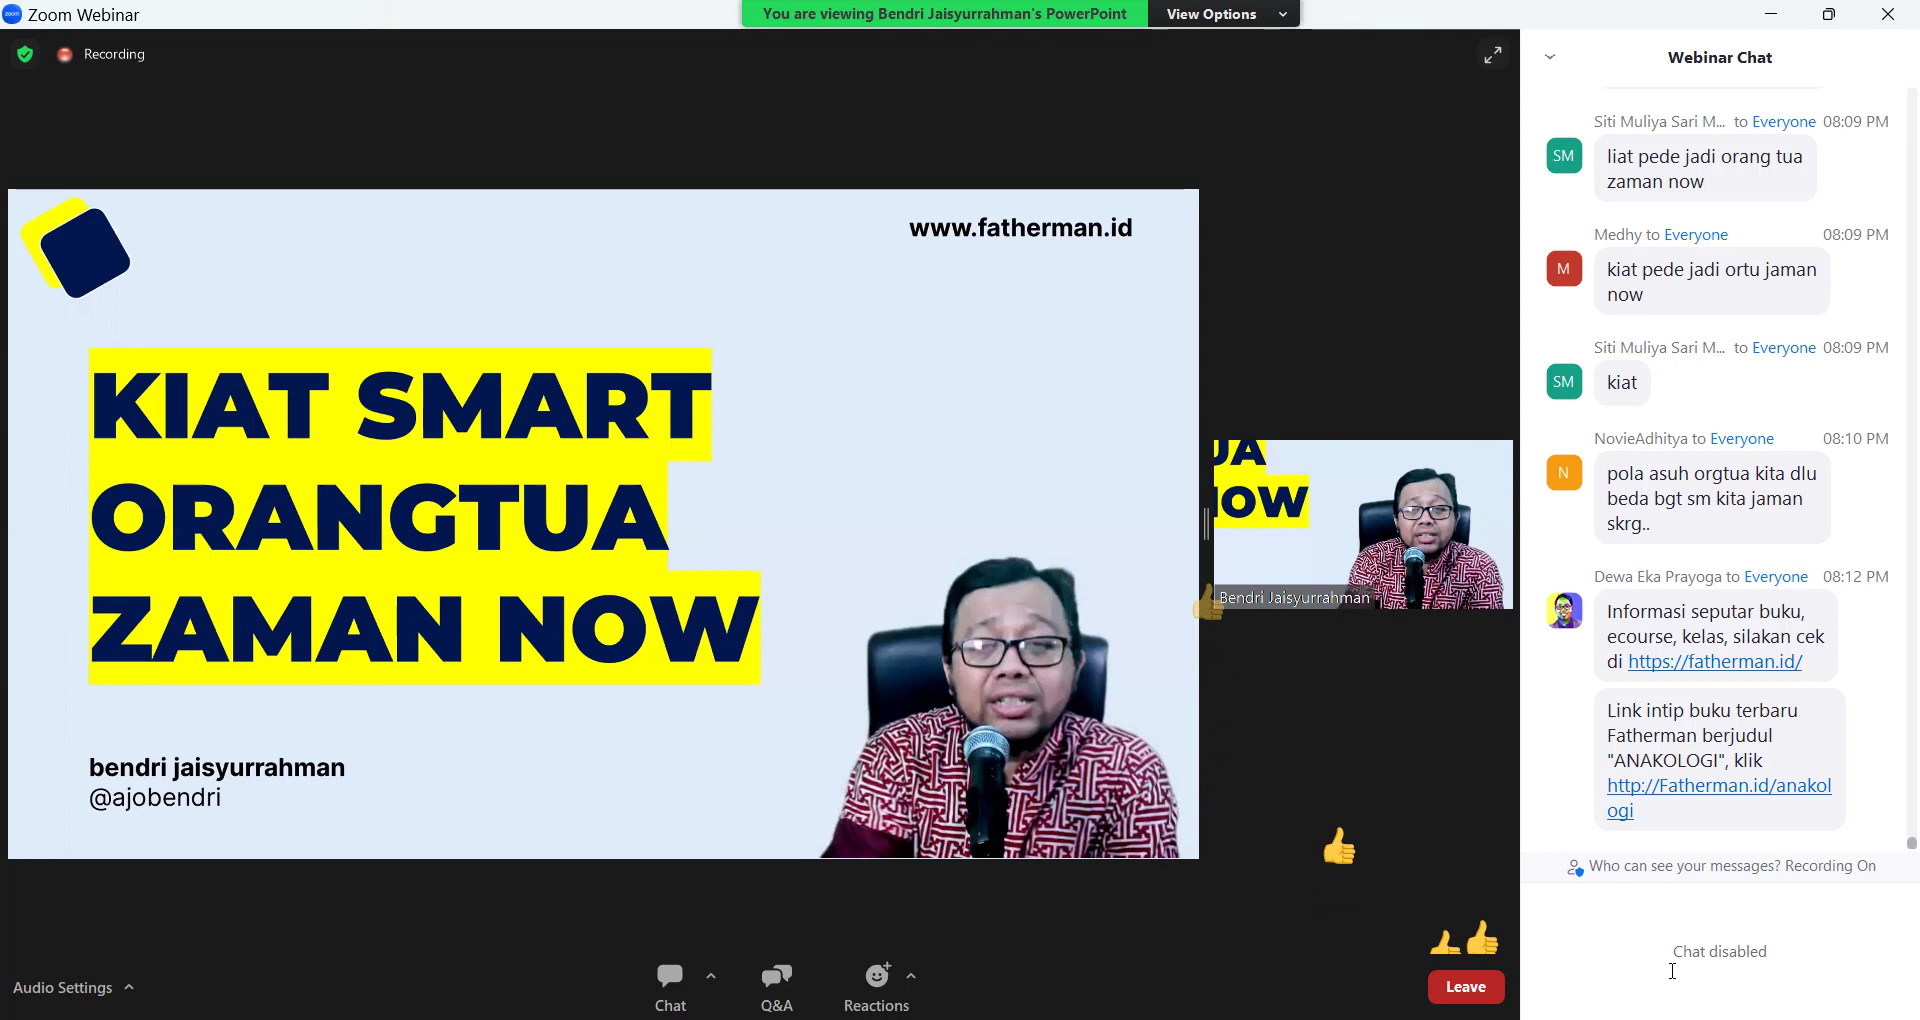 zoom
Zoom Webinar
You are viewing Bendri Jaisyurrahman's PowerPoint
View Options
Recording
www.fatherman.id
KIAT SMART
ORANGTUA
ZAMAN NOW
bendri jaisyurrahman
@ajobendri
UA
NOW
Bendri Jaisyurrahman
Audio Settings
Chat
Q&A
Reactions
Leave
Webinar Chat
Siti Muliya Sari M... to Everyone 08:09 PM
SM
liat pede jadi orang tua
zaman now
Medhy to Everyone 08:09 PM
M
kiat pede jadi ortu jaman
now
Siti Muliya Sari M... to Everyone 08:09 PM
SM
kiat
NovieAdhitya to Everyone 08:10 PM
N
pola asuh orgtua kita dlu
beda bgt sm kita jaman
skrg..
Dewa Eka Prayoga to Everyone 08:12 PM
Informasi seputar buku,
ecourse, kelas, silakan cek
di https://fatherman.id/
Link intip buku terbaru
Fatherman berjudul
"ANAKOLOGI", klik
http://Fatherman.id/anakol
ogi
Who can see your messages? Recording On
Chat disabled